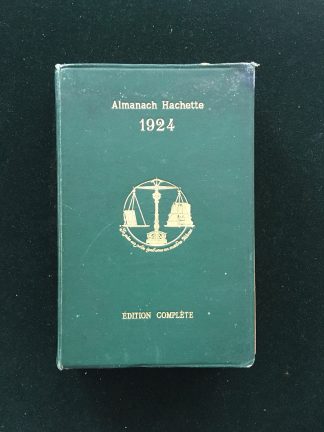 Almanach Hachette
1924
ÉDITION COMPLÈTE